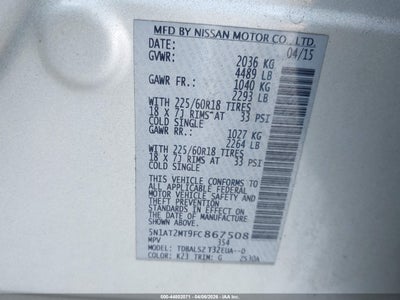 MFD BY NISSAN MOTOR CO., LTD.
DATE: 04/15
GVWR: 2036 KG
4489 LB
GAWR FR.: 1040 KG
2293 LB
WITH 225/60R18 TIRES
18 X 7J RIMS AT 33 PSI
COLD SINGLE
GAWR RR.: 1027 KG
2264 LB
WITH 225/60R18 TIRES
18 X 7J RIMS AT 33 PSI
COLD SINGLE
THIS VEHICLE CONFORMS TO ALL
APPLICABLE FEDERAL MOTOR
VEHICLE SAFETY AND THEFT
PREVENTION STANDARDS IN
EFFECT ON THE DATE OF
MANUFACTURE SHOWN ABOVE
5N1AT2MT9FC867508
MPV 354
MODEL:
COLOR: K23 TRIM: G 2530A